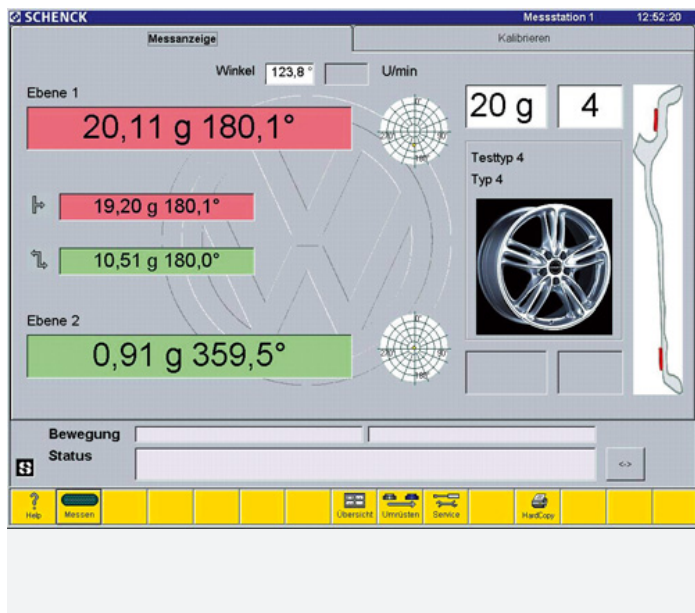 SCHENCK Messstation 1 12:52:20
Messanzeige Kalibrieren
Winkel 123,8 ° U/min
Ebene 1
20,11 g 180,1°
20 g 4
Testtyp 4
Typ 4
19,20 g 180,1°
10,51 g 180,0°
Ebene 2
0,91 g 359,5°
Bewegung
Status
<->
Help Messen Übersicht Umrüsten Service HardCopy